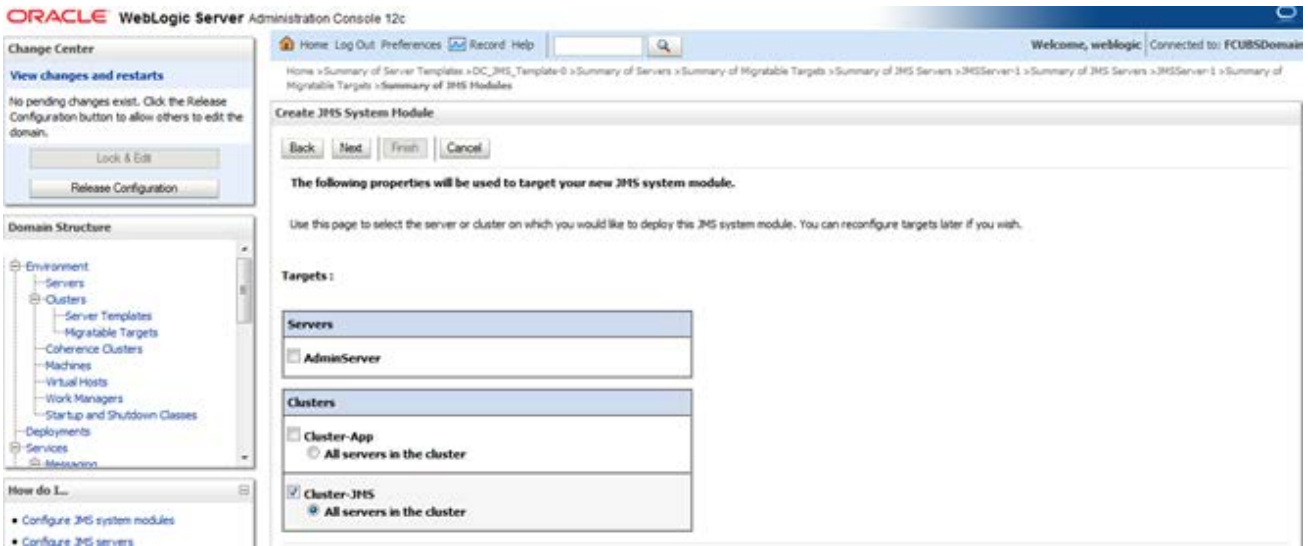 ORACLE WebLogic Server Administration Console 12c
Change Center
View changes and restarts
No pending changes exist. Click the Release
Configuration button to allow others to edit the
domain.
Lock & Edit
Release Configuration
Domain Structure
Environment
Servers
Clusters
Server Templates
Migratable Targets
Coherence Clusters
Machines
Virtual Hosts
Work Managers
Startup and Shutdown Classes
Deployments
Services
Messaging
How do I...
Configure JMS system modules
Configure JMS servers
Home Log Out Preferences Record Help
Welcome, weblogic Connected to: FCUBSDomain
Home >Summary of Server Templates >DC_JMS_Template-0 >Summary of Servers >Summary of Migratable Targets >Summary of JMS Servers >JMSServer-1 >Summary of JMS Servers >JMSServer-1 >Summary of
Migratable Targets >Summary of JMS Modules
Create JMS System Module
Back Next Finish Cancel
The following properties will be used to target your new JMS system module.
Use this page to select the server or cluster on which you would like to deploy this JMS system module. You can reconfigure targets later if you wish.
Targets :
Servers
AdminServer
Clusters
Cluster-App
All servers in the cluster
Cluster-JMS
All servers in the cluster